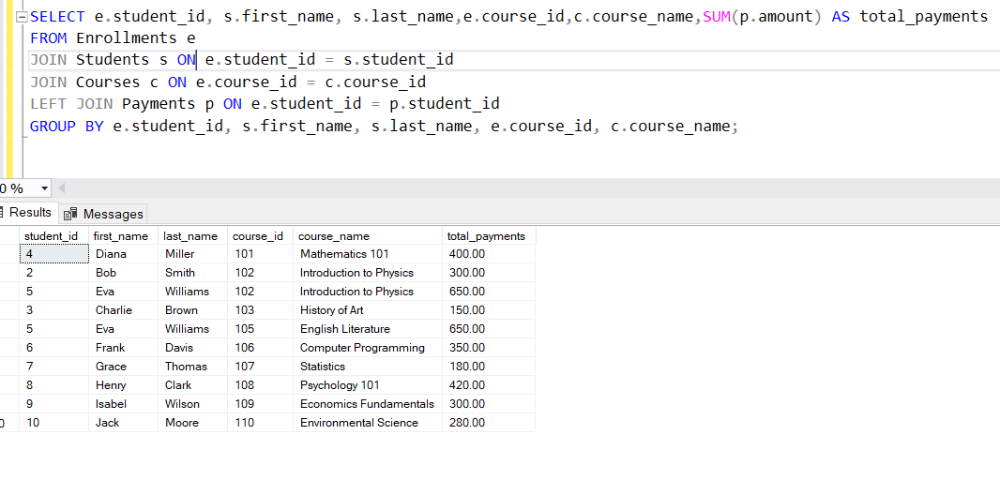 SELECT e.student_id, s.first_name, s.last_name,e.course_id,c.course_name,SUM(p.amount) AS total_payments
FROM Enrollments e
JOIN Students s ON e.student_id = s.student_id
JOIN Courses c ON e.course_id = c.course_id
LEFT JOIN Payments p ON e.student_id = p.student_id
GROUP BY e.student_id, s.first_name, s.last_name, e.course_id, c.course_name;
0 %
Results Messages
student_id first_name last_name course_id course_name total_payments
4 Diana Miller 101 Mathematics 101 400.00
2 Bob Smith 102 Introduction to Physics 300.00
5 Eva Williams 102 Introduction to Physics 650.00
3 Charlie Brown 103 History of Art 150.00
5 Eva Williams 105 English Literature 650.00
6 Frank Davis 106 Computer Programming 350.00
7 Grace Thomas 107 Statistics 180.00
8 Henry Clark 108 Psychology 101 420.00
9 Isabel Wilson 109 Economics Fundamentals 300.00
0 10 Jack Moore 110 Environmental Science 280.00